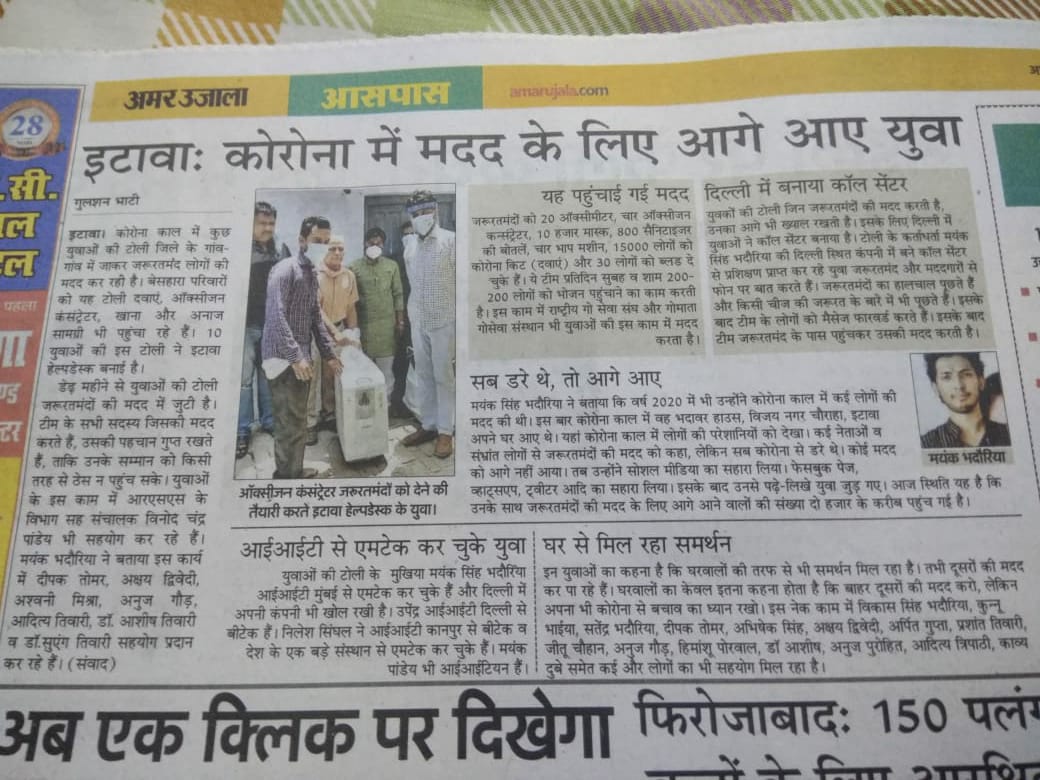 अमर उजाला
आसपास
amarujala.com
28
.सी.
पहला
इटावा: कोरोना में मदद के लिए आगे आए युवा
गुलशन भाटी
इटावा। कोरोना काल में कुछ
युवाओं की टोली जिले के गांव-
गांव में जाकर जरूरतमंद लोगों की
मदद कर रही है। बेसहारा परिवारों
को यह टोली दवाएं, ऑक्सीजन
कंसंट्रेटर, खाना और अनाज
सामग्री भी पहुंचा रहे हैं। 10
युवाओं की इस टोली ने इटावा
हेल्पडेस्क बनाई है।
डेढ़ महीने से युवाओं की टोली
जरूरतमंदों की मदद में जुटी है।
टीम के सभी सदस्य जिसकी मदद
करते हैं, उसकी पहचान गुप्त रखते
हैं, ताकि उनके सम्मान को किसी
तरह से ठेस न पहुंच सके। युवाओं
के इस काम में आरएसएस के
विभाग सह संचालक विनोद चंद्र
पांडेय भी सहयोग कर रहे हैं।
मयंक भदौरिया ने बताया इस कार्य
में दीपक तोमर, अक्षय द्विवेदी,
अश्वनी मिश्रा, अनुज गौड़,
आदित्य तिवारी, डॉ. आशीष तिवारी
व डॉ.सुएंग तिवारी सहयोग प्रदान
कर रहे हैं। (संवाद)
ऑक्सीजन कंसंट्रेटर जरूरतमंदों को देने की
तैयारी करते इटावा हेल्पडेस्क के युवा।
यह पहुंचाई गई मदद
जरूरतमंदों को 20 ऑक्सीमीटर, चार ऑक्सीजन
कन्संट्रेटर, 10 हजार मास्क, 800 सैनिटाइजर
की बोतलें, चार भाप मशीन, 15000 लोगों को
कोरोना किट (दवाएं) और 30 लोगों को ब्लड दे
चुके हैं। ये टीम प्रतिदिन सुबह व शाम 200-
200 लोगों को भोजन पहुंचाने का काम करती
है। इस काम में राष्ट्रीय गो सेवा संघ और गोमाता
गोसेवा संस्थान भी युवाओं की इस काम में मदद
करता है।
दिल्ली में बनाया कॉल सेंटर
युवकों की टोली जिन जरूरतमंदों की मदद करती है,
उनका आगे भी ख्याल रखती है। इसके लिए दिल्ली में
युवाओं ने कॉल सेंटर बनाया है। टोली के कर्ताधर्ता मयंक
सिंह भदौरिया की दिल्ली स्थित कंपनी में बने कॉल सेंटर
से प्रशिक्षण प्राप्त कर रहे युवा जरूरतमंद और मददगारों से
फोन पर बात करते हैं। जरूरतमंदों का हालचाल पूछते हैं
और किसी चीज की जरूरत के बारे में भी पूछते हैं। इसके
बाद टीम के लोगों को मैसेज फारवर्ड करते हैं। इसके बाद
टीम जरूरतमंद के पास पहुंचकर उसकी मदद करती है।
सब डरे थे, तो आगे आए
मयंक सिंह भदौरिया ने बताया कि वर्ष 2020 में भी उन्होंने कोरोना काल में कई लोगों की
मदद की थी। इस बार कोरोना काल में वह भदावर हाउस, विजय नगर चौराहा, इटावा
अपने घर आए थे। यहां कोरोना काल में लोगों की परेशानियों को देखा। कई नेताओं व
संभ्रांत लोगों से जरूरतमंदों की मदद को कहा, लेकिन सब कोरोना से डरे थे। कोई मदद
को आगे नहीं आया। तब उन्होंने सोशल मीडिया का सहारा लिया। फेसबुक पेज,
व्हाट्सएप, ट्वीटर आदि का सहारा लिया। इसके बाद उनसे पढ़े-लिखे युवा जुड़ गए। आज स्थिति यह है कि
उनके साथ जरूरतमंदों की मदद के लिए आगे आने वालों की संख्या दो हजार के करीब पहुंच गई है।
मयंक भदौरिया
आईआईटी से एमटेक कर चुके युवा
युवाओं की टोली के मुखिया मयंक सिंह भदौरिया
आईआईटी मुंबई से एमटेक कर चुके हैं और दिल्ली में
अपनी कंपनी भी खोल रखी है। उपेंद्र आईआईटी दिल्ली से
बीटेक हैं। निलेश सिंघल ने आईआईटी कानपुर से बीटेक व
देश के एक बड़े संस्थान से एमटेक कर चुके हैं। मयंक
पांडेय भी आईआईटियन हैं।
घर से मिल रहा समर्थन
इन युवाओं का कहना है कि घरवालों की तरफ से भी समर्थन मिल रहा है। तभी दूसरों की मदद
कर पा रहे हैं। घरवालों का केवल इतना कहना होता है कि बाहर दूसरों की मदद करो, लेकिन
अपना भी कोरोना से बचाव का ध्यान रखो। इस नेक काम में विकास सिंह भदौरिया, कुन्नू
भाईया, सतेंद्र भदौरिया, दीपक तोमर, अभिषेक सिंह, अक्षय द्विवेदी, अर्पित गुप्ता, प्रशांत तिवारी,
जीतू चौहान, अनुज गौड़, हिमांशु पोरवाल, डॉ आशीष, अनुज पुरोहित, आदित्य त्रिपाठी, काव्य
दुबे समेत कई और लोगों का भी सहयोग मिल रहा है।
अब एक क्लिक पर दिखेगा
फिरोजाबाद: 150 पलंग